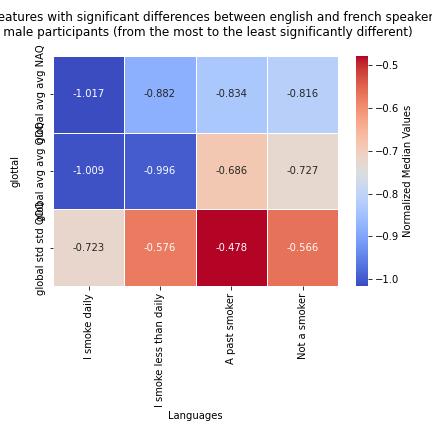 eatures with significant differences between english and french speaker
male participants (from the most to the least significantly different)
glottal
global std std
avg avg
avg avg NAQ
-1.017 -0.882 -0.834 -0.816
-1.009 -0.996 -0.686 -0.727
-0.723 -0.576 -0.478 -0.566
I smoke daily
I smoke less than daily
A past smoker
Not a smoker
Languages
−0.5
−0.6
−0.7
−0.8
−0.9
−1.0
Normalized Median Values